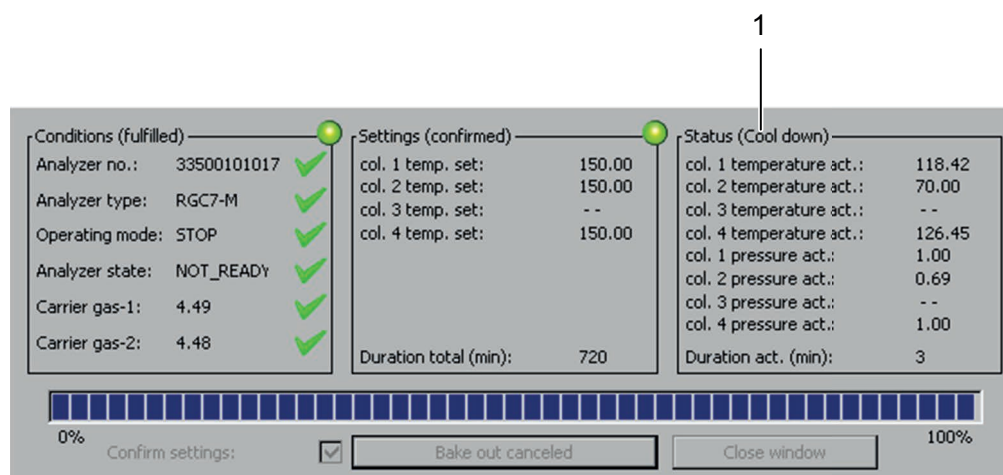 1
Conditions (fulfilled)
Analyzer no.: 33500101017
Analyzer type: RGC7-M
Operating mode: STOP
Analyzer state: NOT_READY
Carrier gas-1: 4.49
Carrier gas-2: 4.48
Settings (confirmed)
col. 1 temp. set: 150.00
col. 2 temp. set: 150.00
col. 3 temp. set: --
col. 4 temp. set: 150.00
Duration total (min): 720
Status (Cool down)
col. 1 temperature act.: 118.42
col. 2 temperature act.: 70.00
col. 3 temperature act.: --
col. 4 temperature act.: 126.45
col. 1 pressure act.: 1.00
col. 2 pressure act.: 0.69
col. 3 pressure act.: --
col. 4 pressure act.: 1.00
Duration act. (min): 3
0% 100%
Confirm settings: Bake out canceled Close window